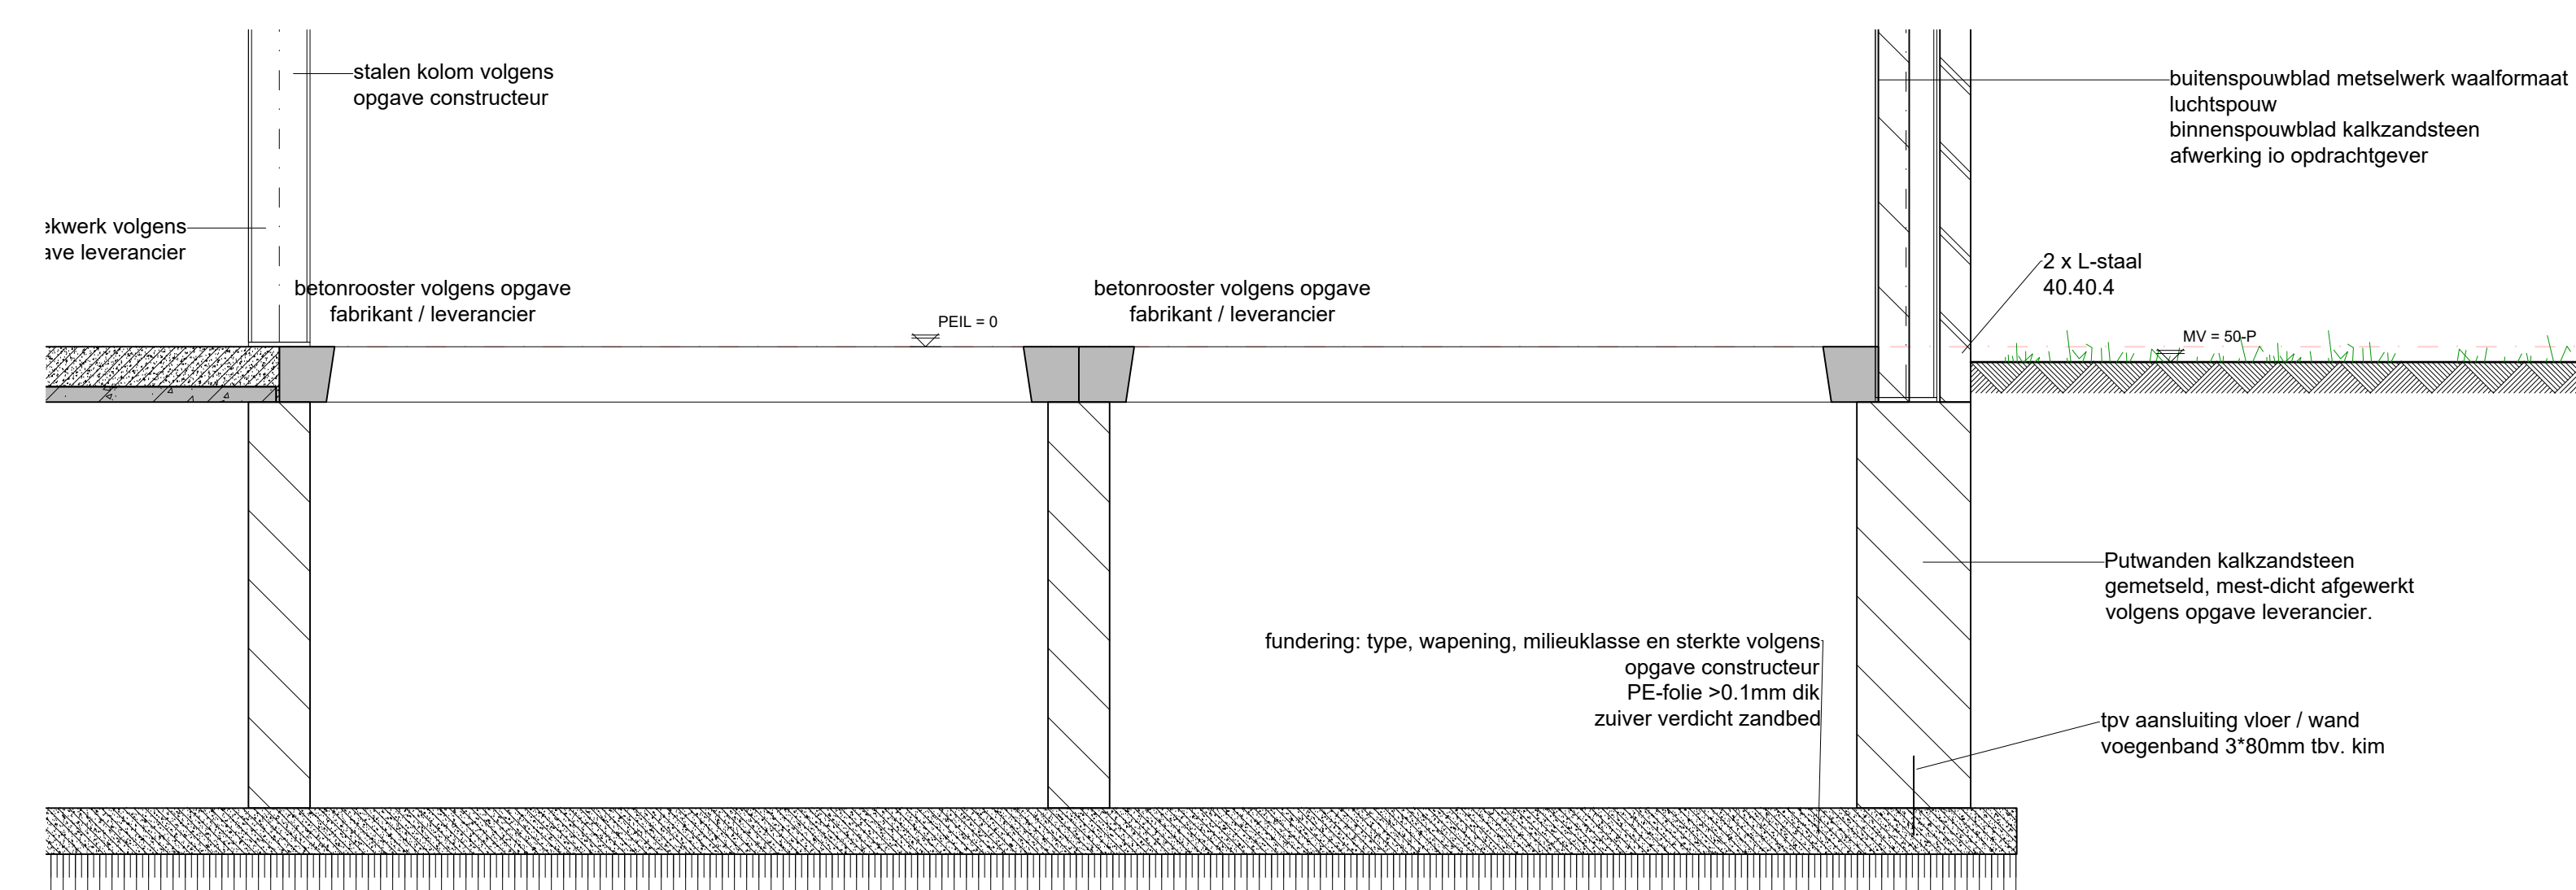 stalen kolom volgens
opgave constructeur
buitenspouwblad metselwerk waalformaat
luchtspouw
binnenspouwblad kalkzandsteen
afwerking io opdrachtgever
ekwerk volgens
ave leverancier
2 x L-staal
40.40.4
betonrooster volgens opgave
fabrikant / leverancier
betonrooster volgens opgave
fabrikant / leverancier
PEIL = 0
MV = 50-P
Putwanden kalkzandsteen
gemetseld, mest-dicht afgewerkt
volgens opgave leverancier.
fundering: type, wapening, milieuklasse en sterkte volgens
opgave constructeur
PE-folie >0.1mm dik
zuiver verdicht zandbed
tpv aansluiting vloer / wand
voegenband 3*80mm tbv. kim